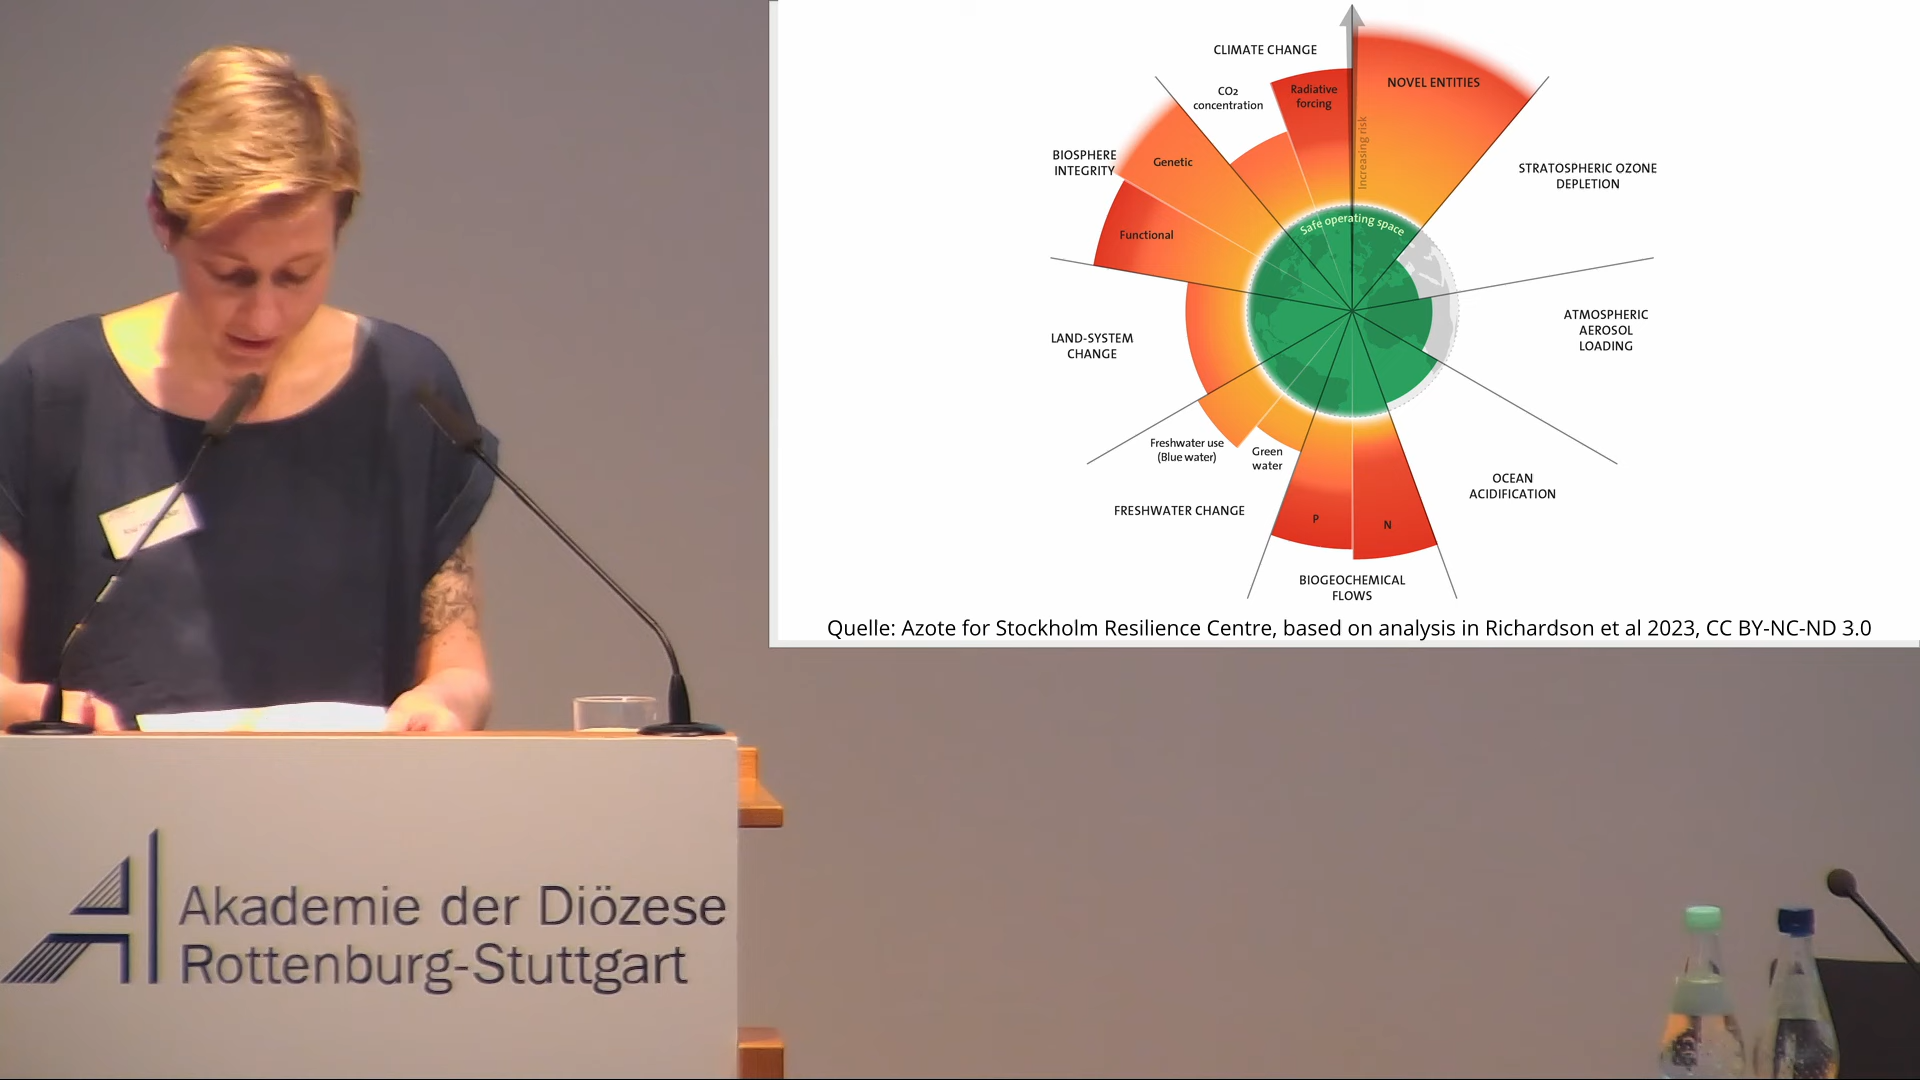 CLIMATE CHANGE
CO2
concentration
Radiative
forcing
NOVEL ENTITIES
Increasing risk
BIOSPHERE
INTEGRITY
Genetic
Functional
STRATOSPHERIC OZONE
DEPLETION
Safe operating space
ATMOSPHERIC
AEROSOL
LOADING
LAND-SYSTEM
CHANGE
Freshwater use
(Blue water)
Green
water
FRESHWATER CHANGE
OCEAN
ACIDIFICATION
P
N
BIOGEOCHEMICAL
FLOWS
Quelle: Azote for Stockholm Resilience Centre, based on analysis in Richardson et al 2023, CC BY-NC-ND 3.0
Akademie der Diözese
Rottenburg-Stuttgart